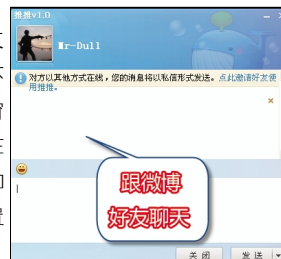 推推v1.0
Mr-Dull
对方以其他方式在线，您的消息将以私信形式发送。点此邀请好友使
用推推。
跟微博
好友聊天
关闭 发送